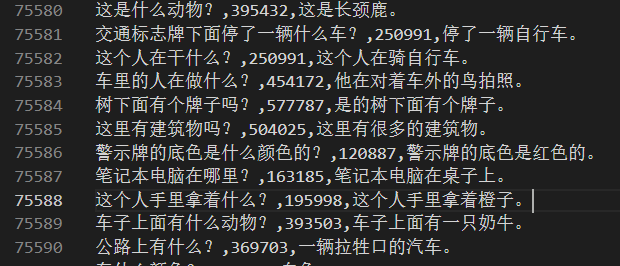 75580 这是什么动物？,395432,这是长颈鹿。
75581 交通标志牌下面停了一辆什么车？,250991,停了一辆自行车。
75582 这个人在干什么？,250991,这个人在骑自行车。
75583 车里的人在做什么？,454172,他在对着车外的鸟拍照。
75584 树下面有个牌子吗？,577787,是的树下面有个牌子。
75585 这里有建筑物吗？,504025,这里有很多的建筑物。
75586 警示牌的底色是什么颜色的？,120887,警示牌的底色是红色的。
75587 笔记本电脑在哪里？,163185,笔记本电脑在桌子上。
75588 这个人手里拿着什么？,195998,这个人手里拿着橙子。
75589 车子上面有什么动物？,393503,车子上面有一只奶牛。
75590 公路上有什么？,369703,一辆拉牲口的汽车。